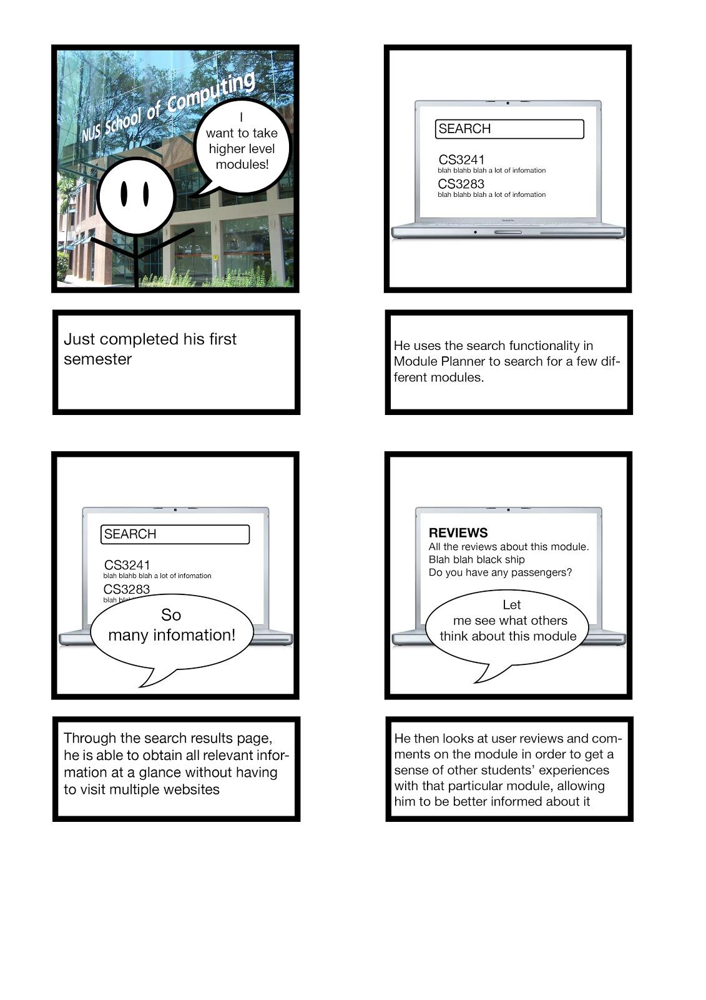 NUS School of Computing
I
want to take
higher level
modules!
SEARCH
CS3241
blah blahb blah a lot of infomation
CS3283
blah blahb blah a lot of infomation
Just completed his first
semester
He uses the search functionality in
Module Planner to search for a few dif-
ferent modules.
SEARCH
CS3241
blah blahb blah a lot of infomation
CS3283
blah
So
many infomation!
REVIEWS
All the reviews about this module.
Blah blah black ship
Do you have any passengers?
Let
me see what others
think about this module
Through the search results page,
he is able to obtain all relevant infor-
mation at a glance without having
to visit multiple websites
He then looks at user reviews and com-
ments on the module in order to get a
sense of other students’ experiences
with that particular module, allowing
him to be better informed about it